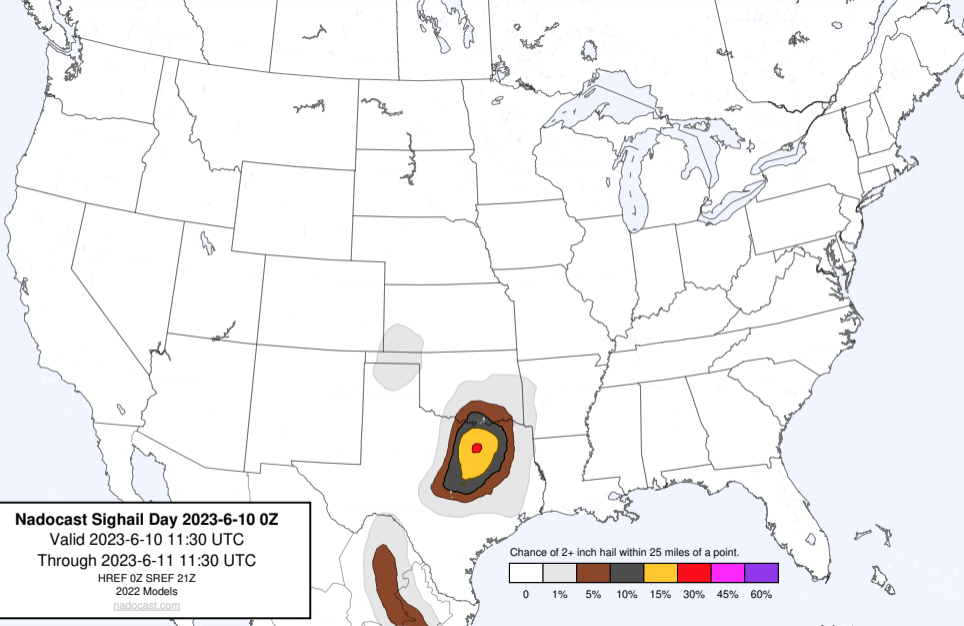 Nadocast Sighail Day 2023-6-10 0Z
Valid 2023-6-10 11:30 UTC
Through 2023-6-11 11:30 UTC
HREF 0Z SREF 21Z
2022 Models
nadocast.com
Chance of 2+ inch hail within 25 miles of a point.
0 1% 5% 10% 15% 30% 45% 60%